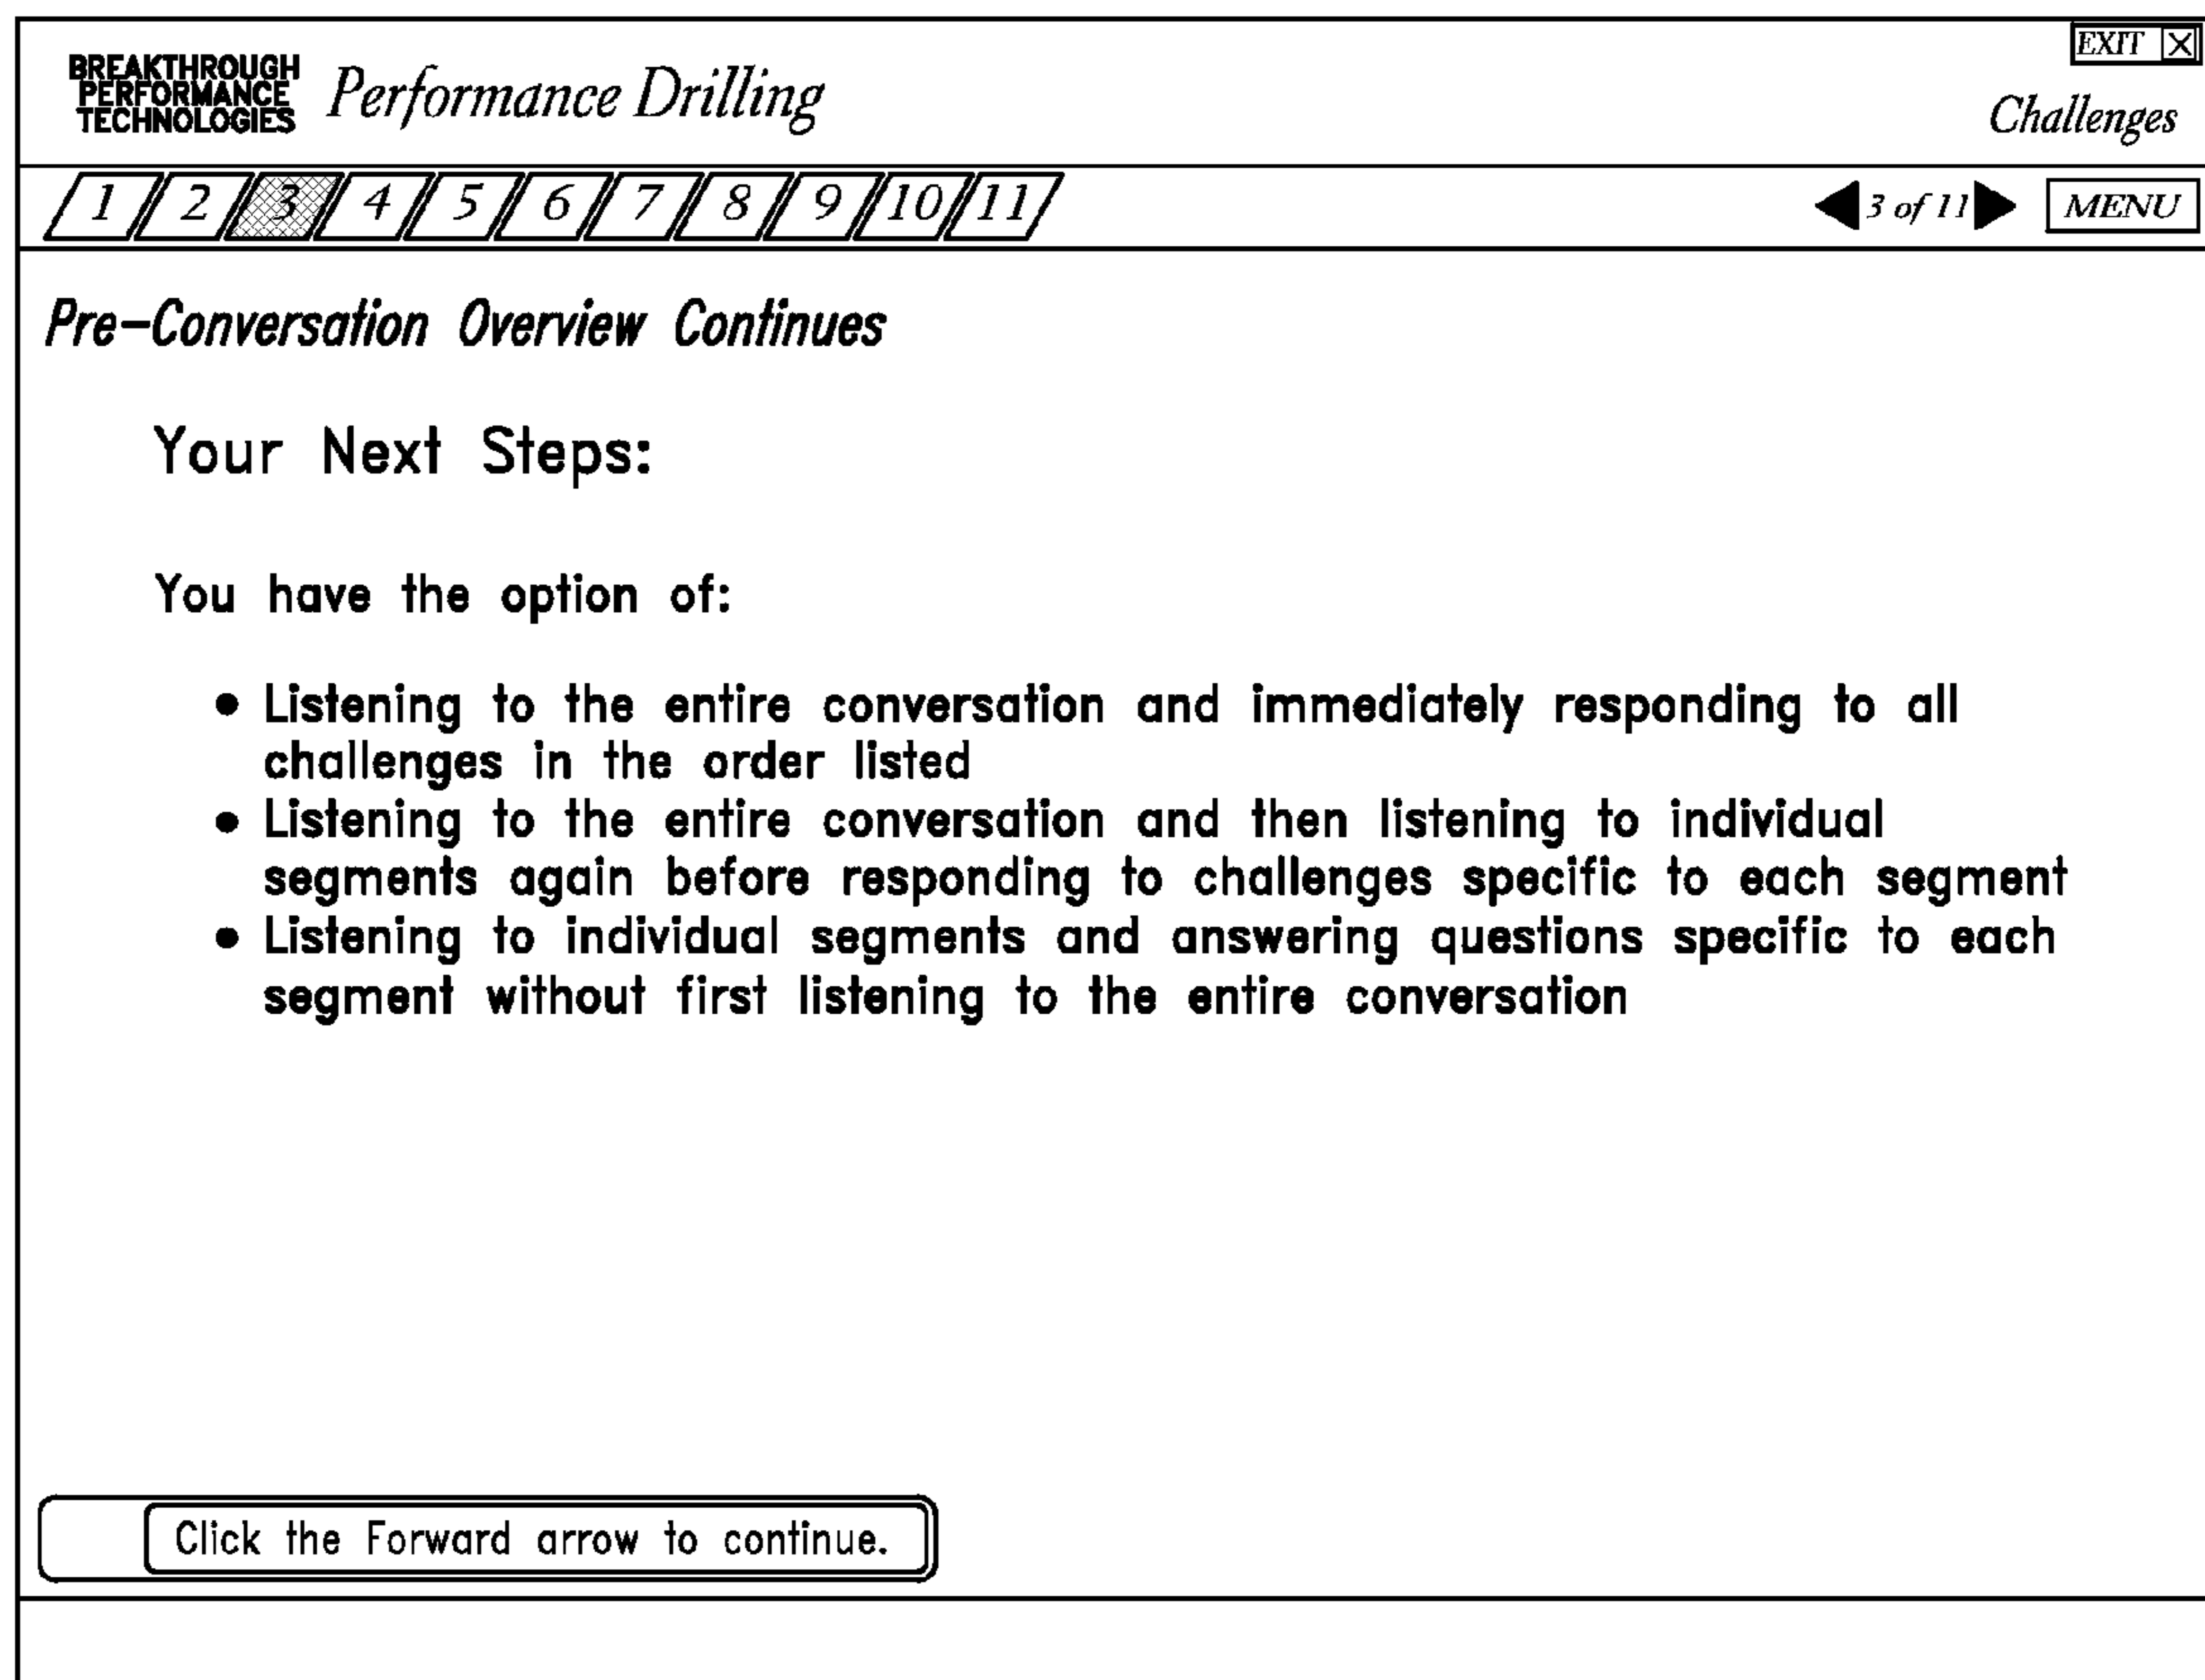 EXIT X
BREAKTHROUGH
PERFORMANCE
TECHNOLOGIES
Performance Drilling
Challenges
1 2 3 4 5 6 7 8 9 10 11
3 of 11
MENU
Pre-Conversation Overview Continues
Your Next Steps:
You have the option of:
• Listening to the entire conversation and immediately responding to all
challenges in the order listed
• Listening to the entire conversation and then listening to individual
segments again before responding to challenges specific to each segment
• Listening to individual segments and answering questions specific to each
segment without first listening to the entire conversation
Click the Forward arrow to continue.